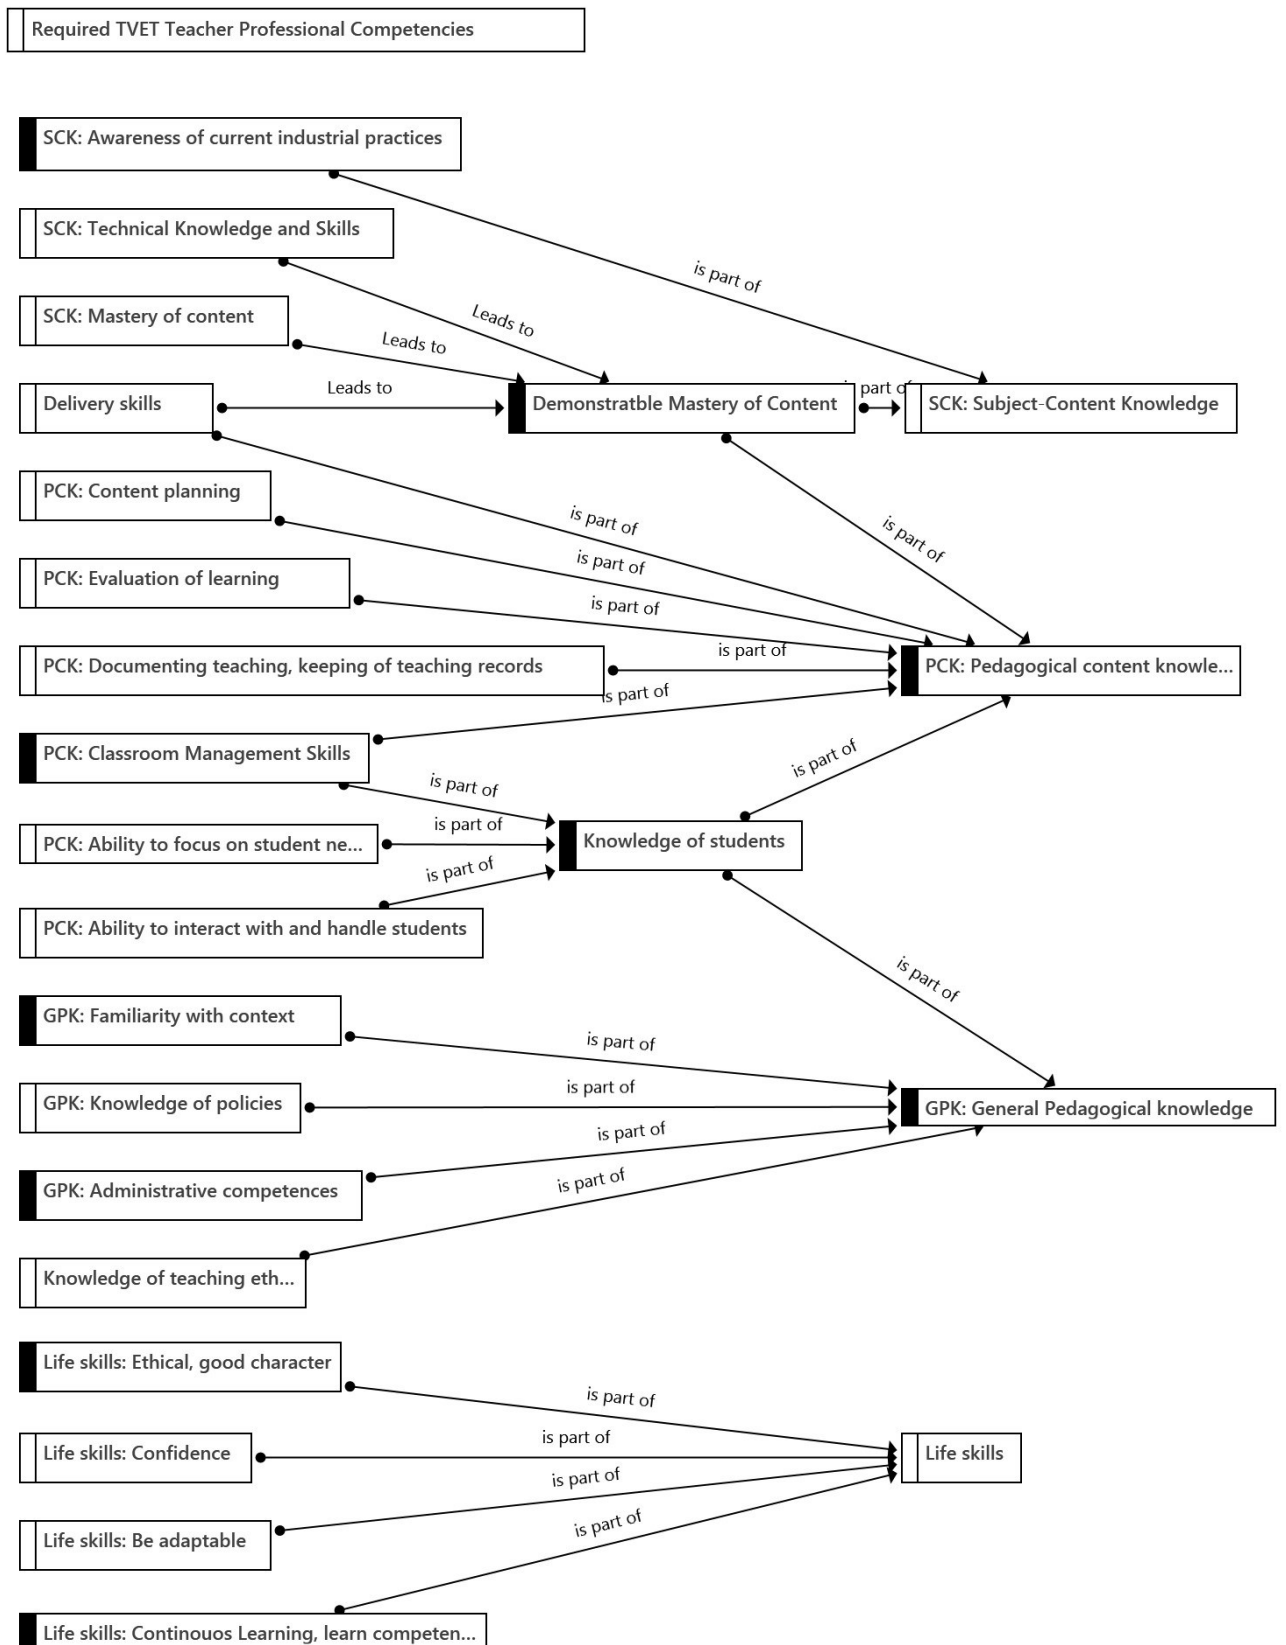 Required TVET Teacher Professional Competencies
SCK: Awareness of current industrial practices
SCK: Technical Knowledge and Skills
is part of
SCK: Mastery of content
Leads to
Leads to
Delivery skills
Leads to
Demonstratble Mastery of Content
part of
SCK: Subject-Content Knowledge
PCK: Content planning
is part of
is part of
PCK: Evaluation of learning
is part of
is part of
PCK: Documenting teaching, keeping of teaching records
is part of
PCK: Pedagogical content knowle...
is part of
PCK: Classroom Management Skills
is part of
is part of
PCK: Ability to focus on student ne...
is part of
Knowledge of students
is part of
PCK: Ability to interact with and handle students
is part of
GPK: Familiarity with context
is part of
GPK: Knowledge of policies
is part of
GPK: General Pedagogical knowledge
is part of
GPK: Administrative competences
is part of
Knowledge of teaching eth...
Life skills: Ethical, good character
is part of
Life skills: Confidence
is part of
Life skills
is part of
Life skills: Be adaptable
is part of
Life skills: Continouos Learning, learn competen...